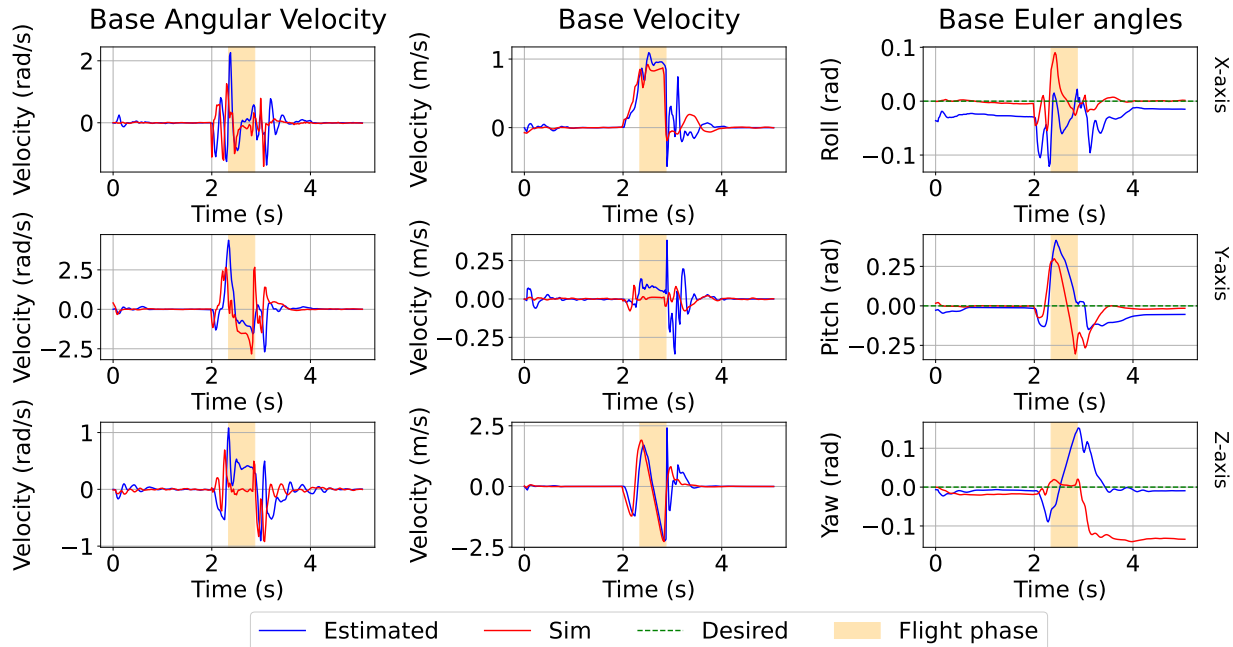 Base Angular Velocity
Base Velocity
Base Euler angles
Velocity (rad/s)
2
0
0
2
4
Time (s)
Velocity (m/s)
1
0
0
2
4
Time (s)
Roll (rad)
0.1
0.0
−0.1
0
2
4
Time (s)
X-axis
Velocity (rad/s)
2.5
0.0
−2.5
0
2
4
Time (s)
Velocity (m/s)
0.25
0.00
−0.25
0
2
4
Time (s)
Pitch (rad)
0.25
0.00
−0.25
0
2
4
Time (s)
Y-axis
Velocity (rad/s)
1
0
−1
0
2
4
Time (s)
Velocity (m/s)
2.5
0.0
−2.5
0
2
4
Time (s)
Yaw (rad)
0.1
0.0
−0.1
0
2
4
Time (s)
Z-axis
Estimated
Sim
Desired
Flight phase